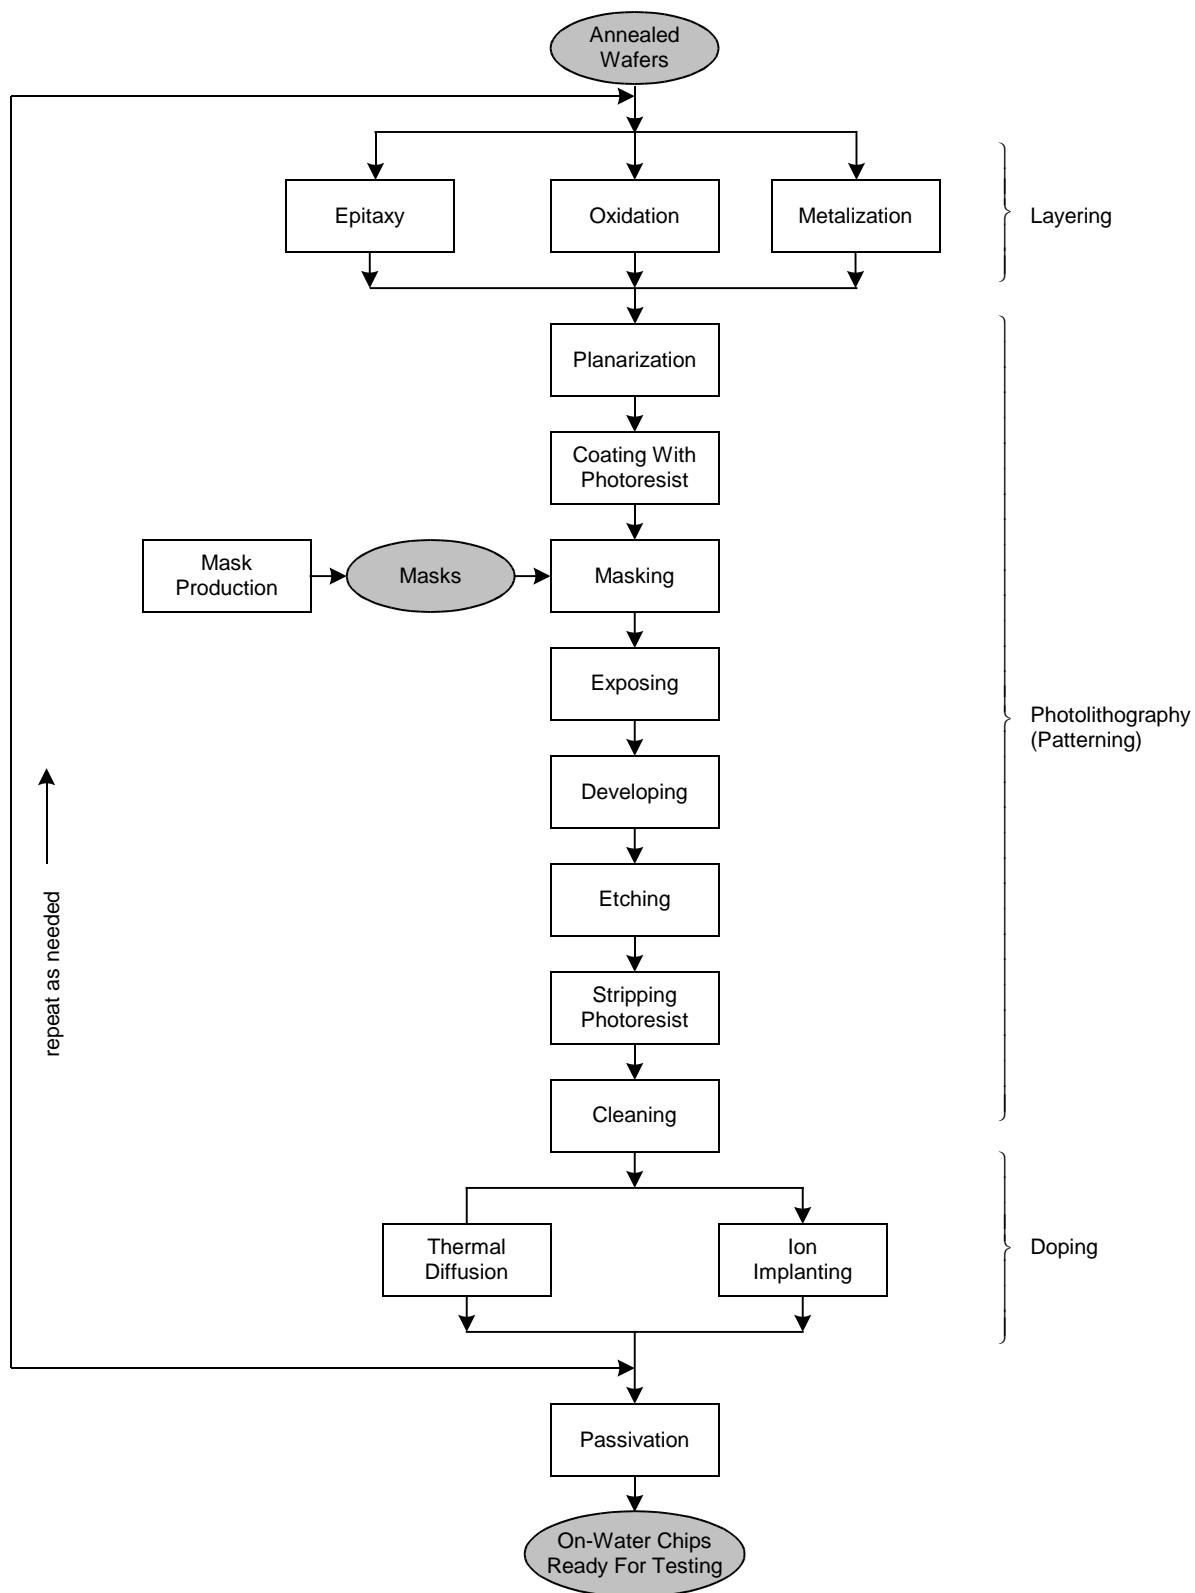 Annealed
Wafers
Epitaxy
Oxidation
Metalization
Layering
Planarization
Coating With
Photoresist
Mask
Production
Masks
Masking
Exposing
Photolithography
(Patterning)
Developing
repeat as needed
Etching
Stripping
Photoresist
Cleaning
Thermal
Diffusion
Ion
Implanting
Doping
Passivation
On-Water Chips
Ready For Testing